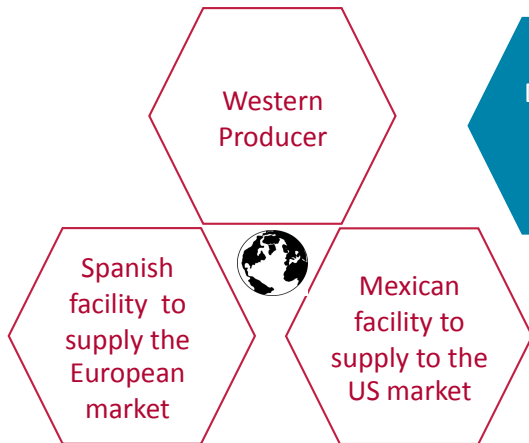 Western
Producer
Spanish
facility to
supply the
European
market
Mexican
facility to
supply to the
US market